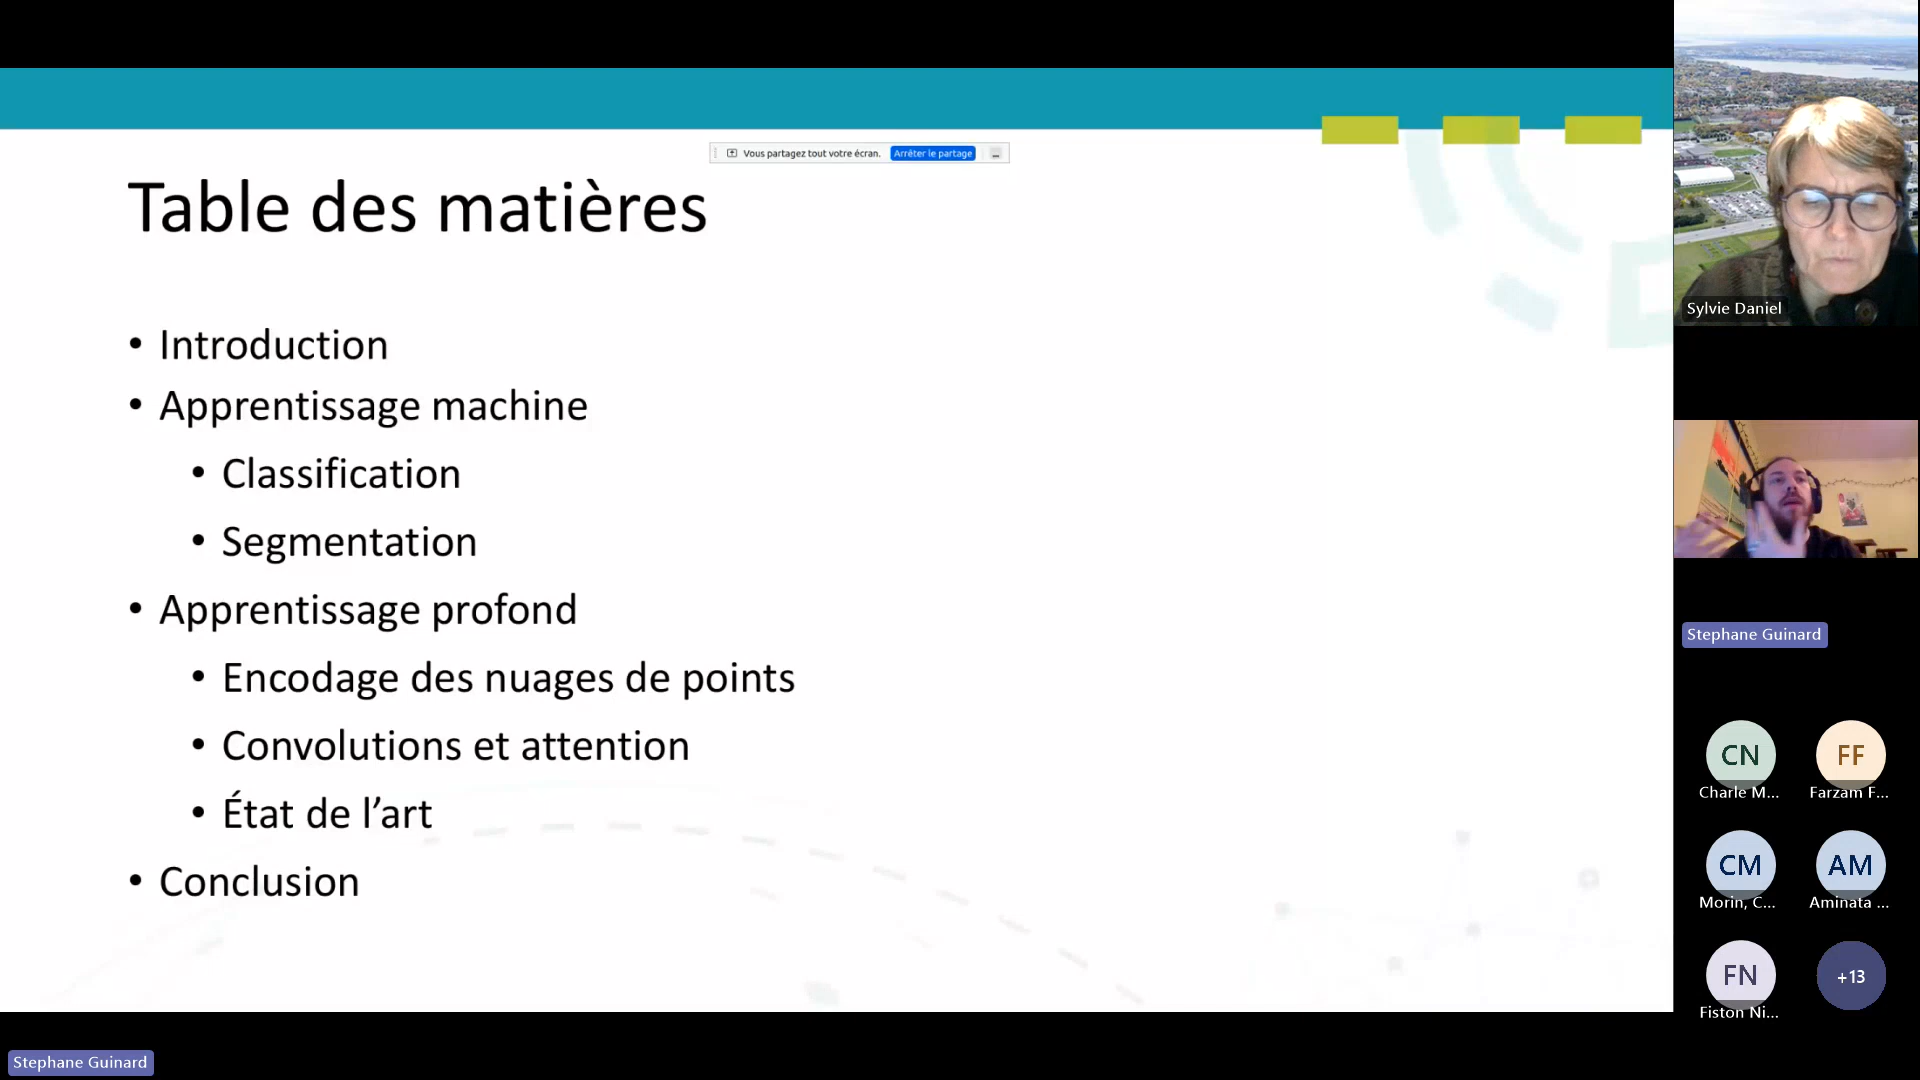 Vous partagez tout votre écran. Arrêter le partage
Table des matières
• Introduction
• Apprentissage machine
• Classification
• Segmentation
• Apprentissage profond
• Encodage des nuages de points
• Convolutions et attention
• État de l’art
• Conclusion
Stephane Guinard
Sylvie Daniel
Stephane Guinard
CN
Charle M...
FF
Farzam F...
CM
Morin, C...
AM
Aminata ...
FN
Fiston Ni...
+13